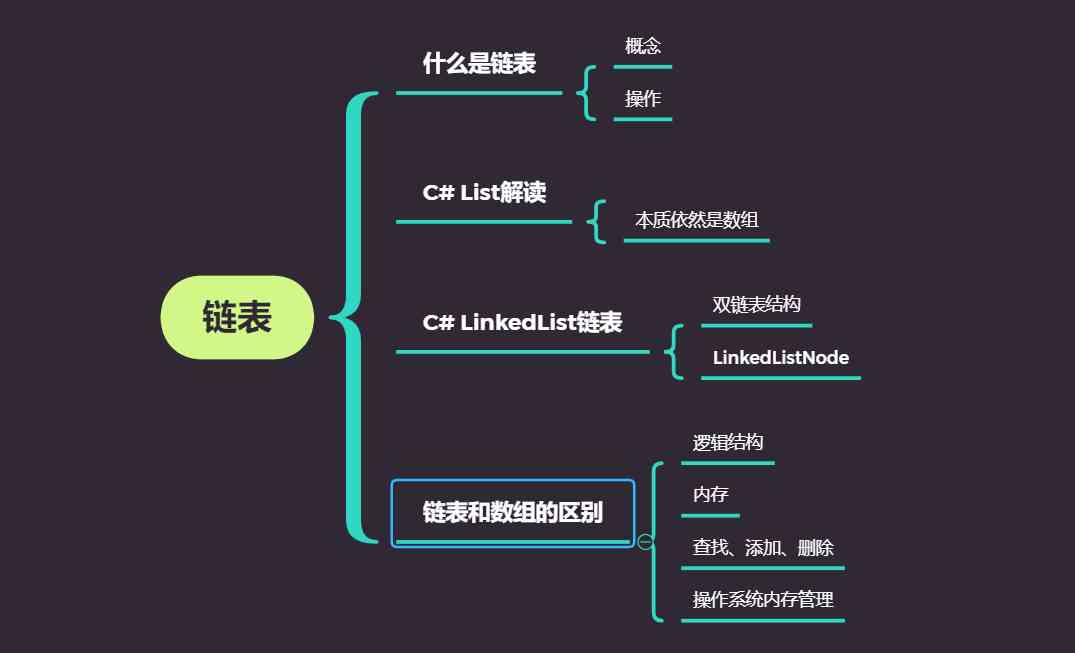 链表
什么是链表
概念
操作
C# List解读
本质依然是数组
C# LinkedList链表
双链表结构
LinkedListNode
链表和数组的区别
逻辑结构
内存
查找、添加、删除
操作系统内存管理